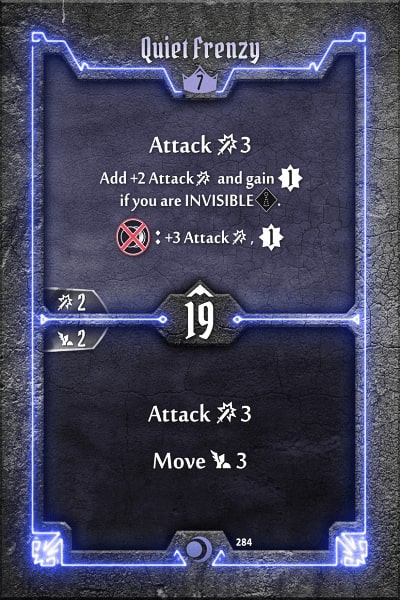 Quiet Frenzy
7
Attack 3
Add +2 Attack and gain 1
if you are INVISIBLE.
: +3 Attack , 1
2
19
2
Attack 3
Move 3
284